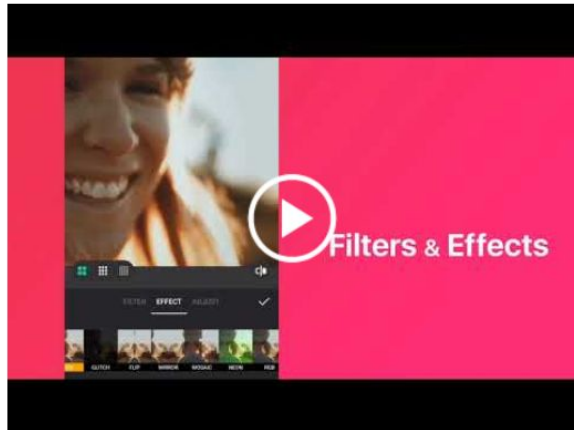 Filters & Effects
FILTER EFFECT ADJUST
GLITCH FLIP MIRROR MOSAIC NEON RGB